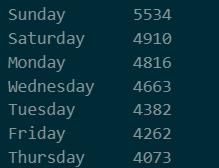 Sunday 5534
Saturday 4910
Monday 4816
Wednesday 4663
Tuesday 4382
Friday 4262
Thursday 4073